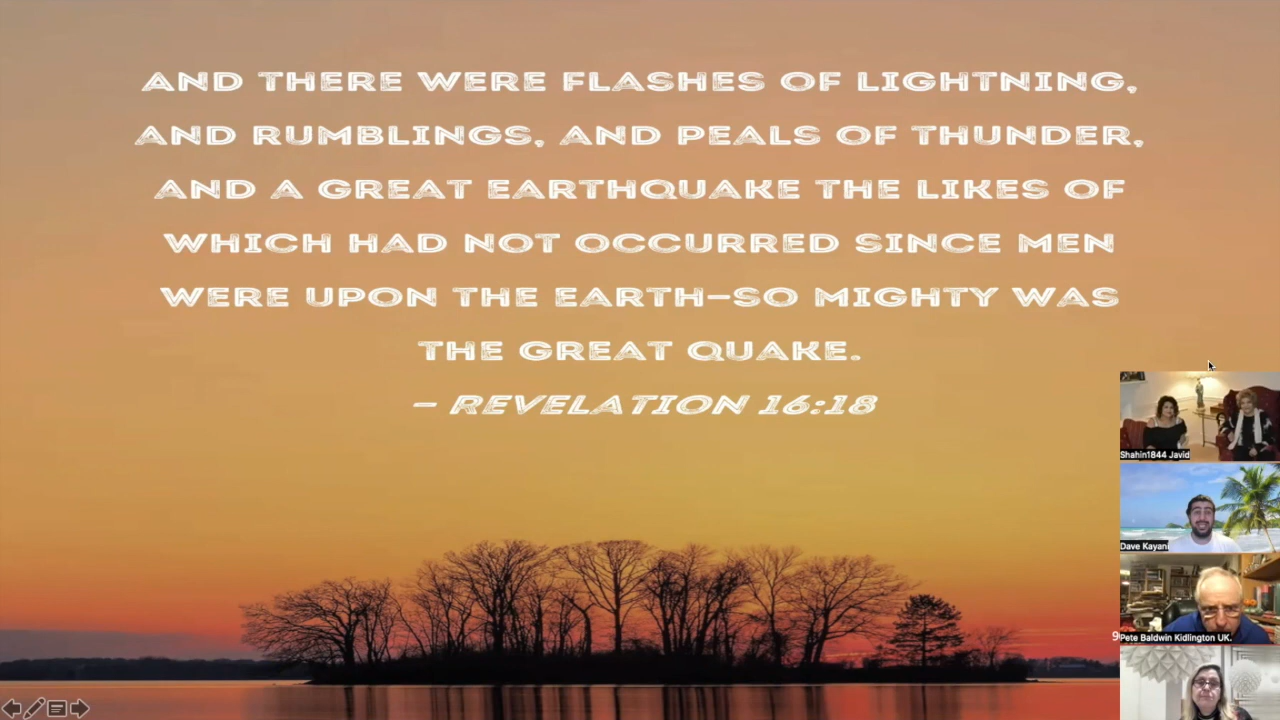 AND THERE WERE FLASHES OF LIGHTNING,
AND RUMBLINGS, AND PEALS OF THUNDER,
AND A GREAT EARTHQUAKE THE LIKES OF
WHICH HAD NOT OCCURRED SINCE MEN
WERE UPON THE EARTH—SO MIGHTY WAS
THE GREAT QUAKE.
– REVELATION 16:18
Shahin1844 Javid
Dave Kayani
9
Pete Baldwin Kidlington UK.